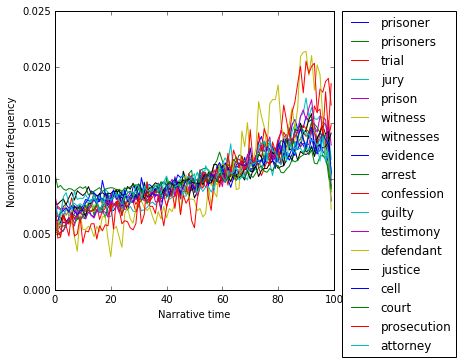 0.025
0.020
0.015
0.010
0.005
0.000
0
20
40
60
80
100
Normalized frequency
Narrative time
prisoner
prisoners
trial
jury
prison
witness
witnesses
evidence
arrest
confession
guilty
testimony
defendant
justice
cell
court
prosecution
attorney